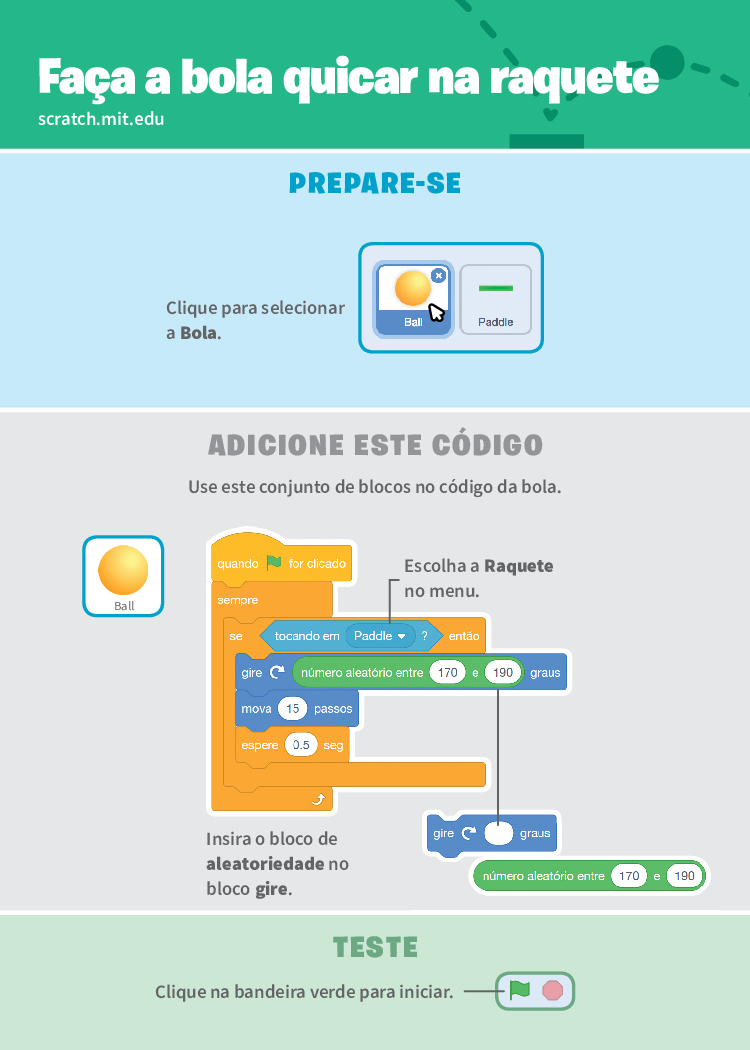 Faça a bola quicar na raquete
scratch.mit.edu
PREPARE-SE
Clique para selecionar
a Bola.
Ball
Paddle
ADICIONE ESTE CÓDIGO
Use este conjunto de blocos no código da bola.
Ball
quando for clicado
sempre
se tocando em Paddle ? então
gire número aleatório entre 170 e 190 graus
mova 15 passos
espere 0.5 seg
Escolha a Raquete
no menu.
Insira o bloco de
aleatoriedade no
bloco gire.
gire graus
número aleatório entre 170 e 190
TESTE
Clique na bandeira verde para iniciar.